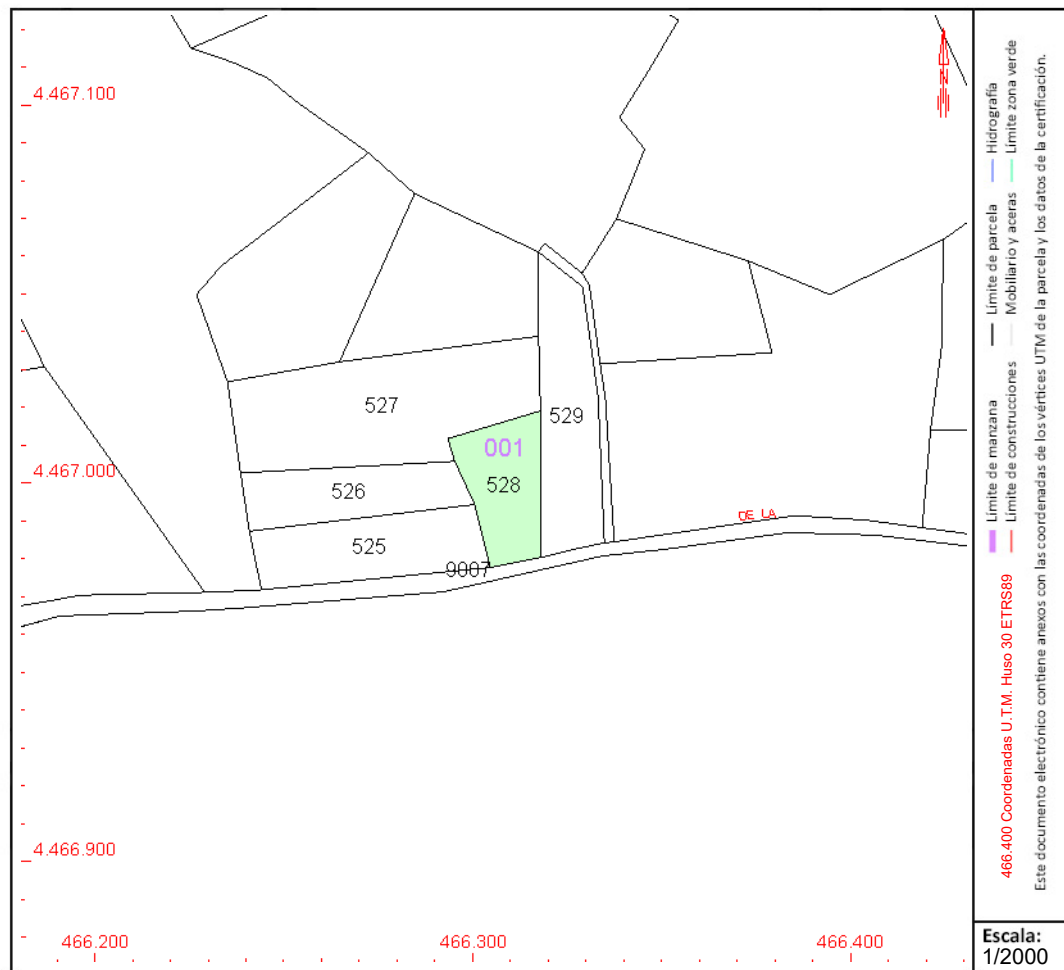 4.467.100
527
529
001
4.467.000
528
526
DE LA
525
9007
4.466.900
466.200
466.300
466.400
N
Límite de manzana
Límite de parcela
Hidrografía
Límite de construcciones
Mobiliario y aceras
Límite zona verde
466.400 Coordenadas U.T.M. Huso 30 ETRS89
Este documento electrónico contiene anexos con las coordenadas de los vértices UTM de la parcela y los datos de la certificación.
Escala:
1/2000